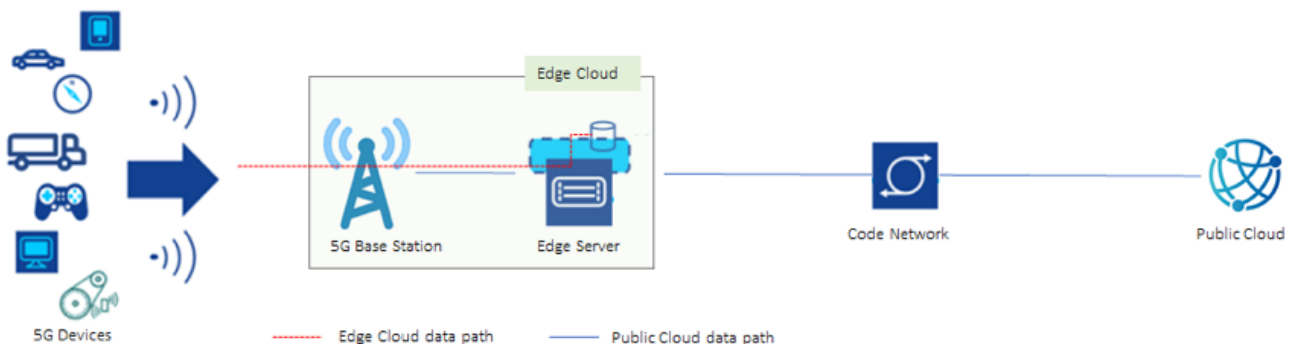 Edge Cloud
5G Base Station
Edge Server
Code Network
Public Cloud
5G Devices
Edge Cloud data path
Public Cloud data path